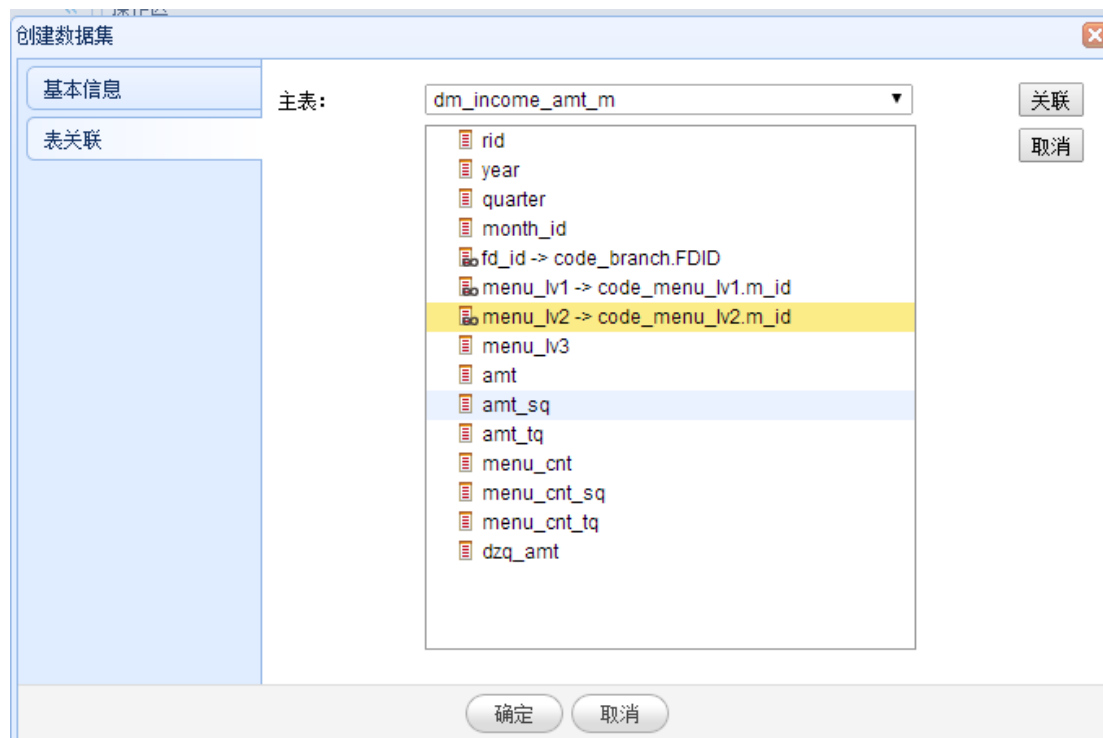 创建数据集
基本信息
表关联
主表:
dm_income_amt_m
关联
取消
rid
year
quarter
month_id
fd_id -> code_branch.FDID
menu_lv1 -> code_menu_lv1.m_id
menu_lv2 -> code_menu_lv2.m_id
menu_lv3
amt
amt_sq
amt_tq
menu_cnt
menu_cnt_sq
menu_cnt_tq
dzq_amt
确定
取消